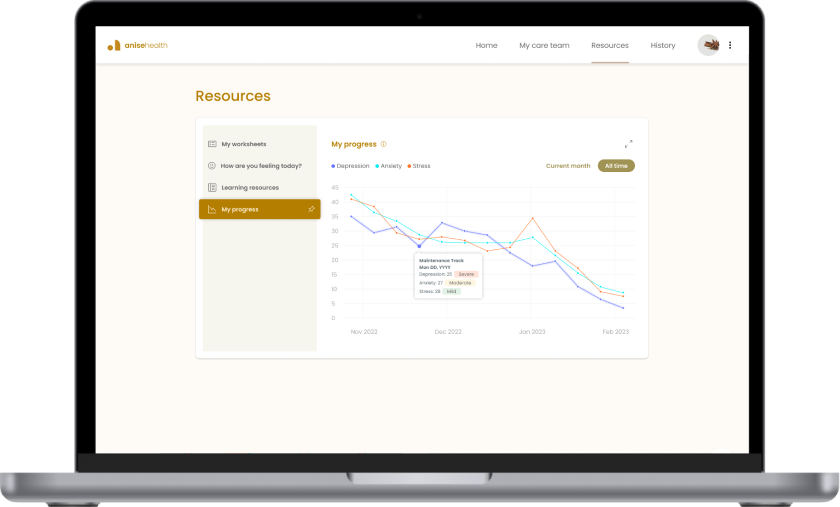 anisehealth
Home My care team Resources History
Resources
My worksheets
How are you feeling today?
Learning resources
My progress
My progress
Depression Anxiety Stress
Current month All time
45
40
35
30
25
20
15
10
5
0
Maintenance Track
Mon DD, YYYY
Depression: 25 Severe
Anxiety: 27 Moderate
Stress: 28 Mild
Nov 2022 Dec 2022 Jan 2023 Feb 2023